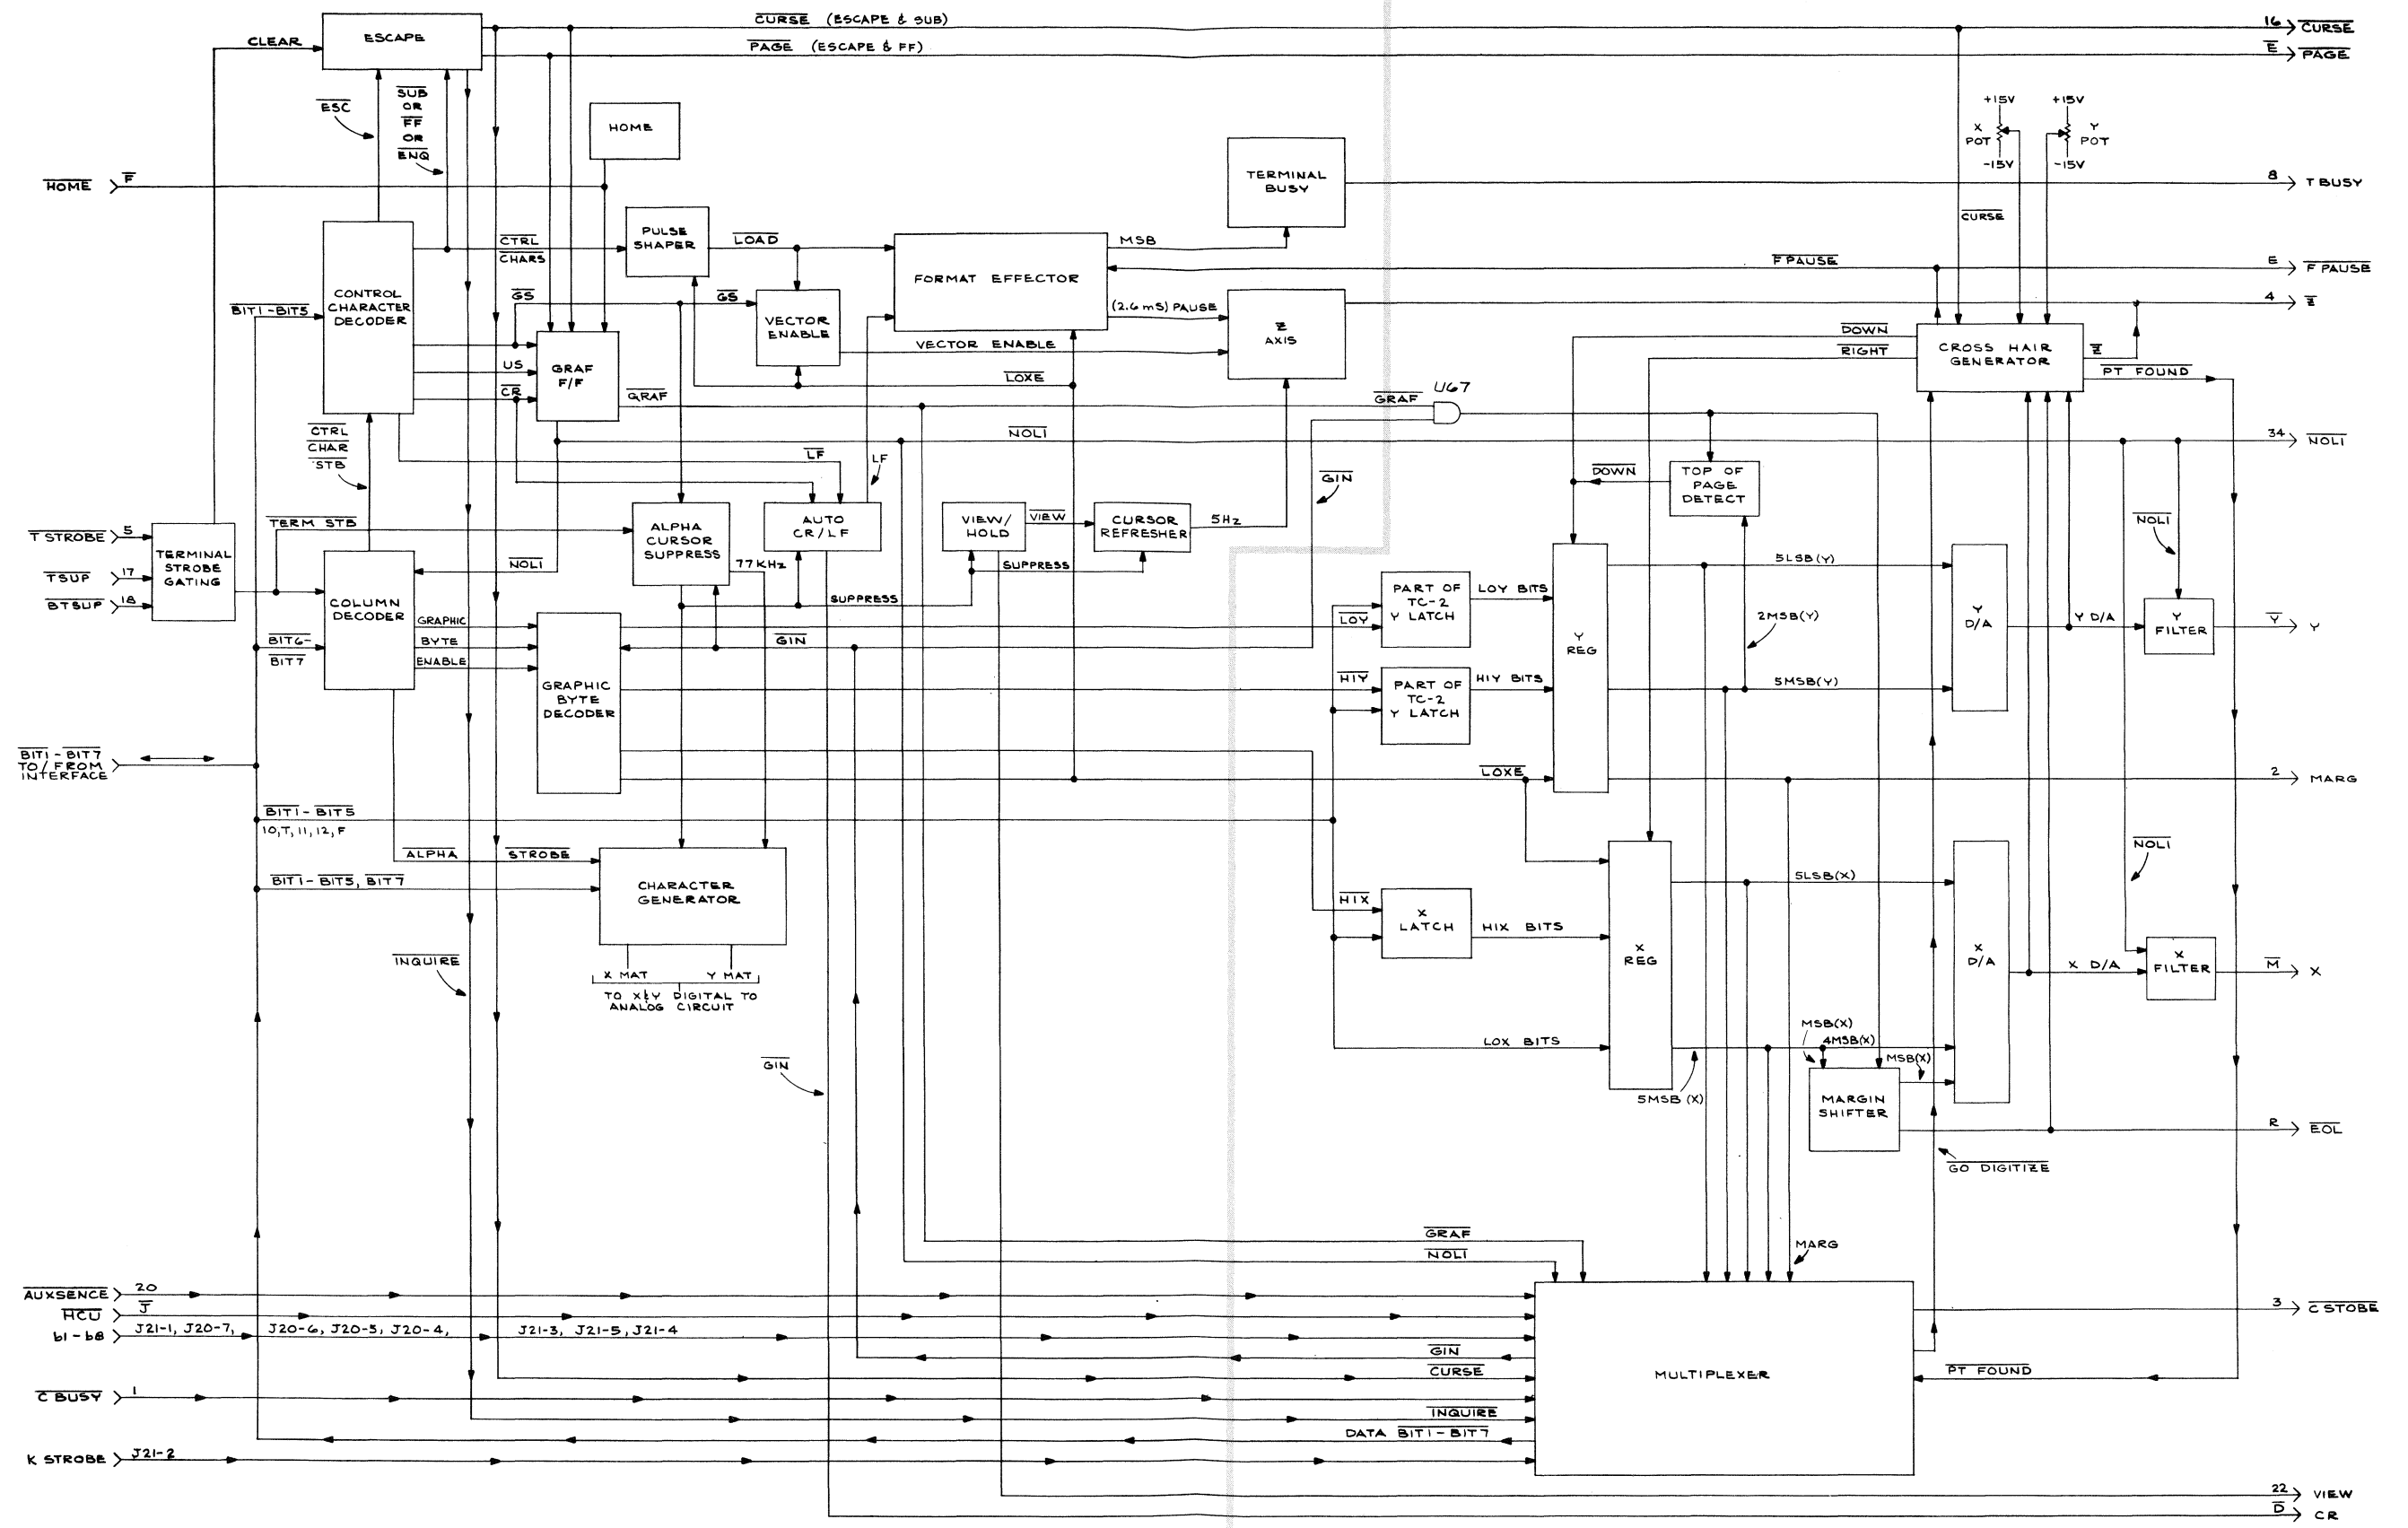 CURSE (ESCAPE & SUB)
16 CURSE
ESCAPE
CLEAR
PAGE (ESCAPE & FF)
E PAGE
ESC
SUB
OR
FF
OR
ENQ
HOME
+15V
+15V
X
POT
Y
POT
-15V
-15V
HOME
F
TERMINAL
BUSY
8 T BUSY
CURSE
PULSE
SHAPER
CTRL
CHARS
LOAD
MSB
FORMAT EFFECTOR
F PAUSE
E F PAUSE
CONTROL
CHARACTER
DECODER
BIT1-BIT5
GS
GS
VECTOR
ENABLE
(2.6 mS) PAUSE
Z
AXIS
4 Z
VECTOR ENABLE
DOWN
RIGHT
CROSS HAIR
GENERATOR
Z
PT FOUND
US
CR
GRAF
F/F
GRAF
LOXE
GRAF
U67
CTRL
CHAR
STB
NOLI
34 NOLI
LF
LF
GIN
DOWN
TOP OF
PAGE
DETECT
NOLI
T STROBE 5
TSUP 17
BTSUP 18
TERMINAL
STROBE
GATING
TERM STB
ALPHA
CURSOR
SUPPRESS
AUTO
CR/LF
VIEW/
HOLD
VIEW
CURSOR
REFRESHER
5HZ
NOLI
77KHZ
SUPPRESS
SUPPRESS
COLUMN
DECODER
GRAPHIC
BYTE
ENABLE
BIT6-
BIT7
GIN
GRAPHIC
BYTE
DECODER
LOY
PART OF
TC-2
Y LATCH
LOY BITS
Y
REG
5LSB(Y)
2MSB(Y)
Y
D/A
Y D/A
Y
FILTER
Y Y
HIY
PART OF
TC-2
Y LATCH
HIY BITS
5MSB(Y)
BIT1-BIT7
TO/FROM
INTERFACE
LOXE
2 MARG
BIT1-BIT5
10,T,11,12,F
ALPHA STROBE
BIT1-BIT5, BIT7
CHARACTER
GENERATOR
X MAT
Y MAT
TO X&Y DIGITAL TO
ANALOG CIRCUIT
INQUIRE
HIX
X
LATCH
HIX BITS
X
REG
5LSB(X)
X
D/A
X D/A
NOLI
X
FILTER
M X
LOX BITS
MSB(X)
4MSB(X)
MSB(X)
5MSB(X)
GIN
MARGIN
SHIFTER
R EOL
GO DIGITIZE
GRAF
NOLI
MARG
AUXSENCE 20
HCU J
b1-b8 J21-1, J20-7, J20-6, J20-5, J20-4, J21-3, J21-5, J21-4
3 C STOBE
GIN
CURSE
MULTIPLEXER
PT FOUND
C BUSY 1
INQUIRE
DATA BIT1-BIT7
K STROBE J21-2
22 VIEW
D CR